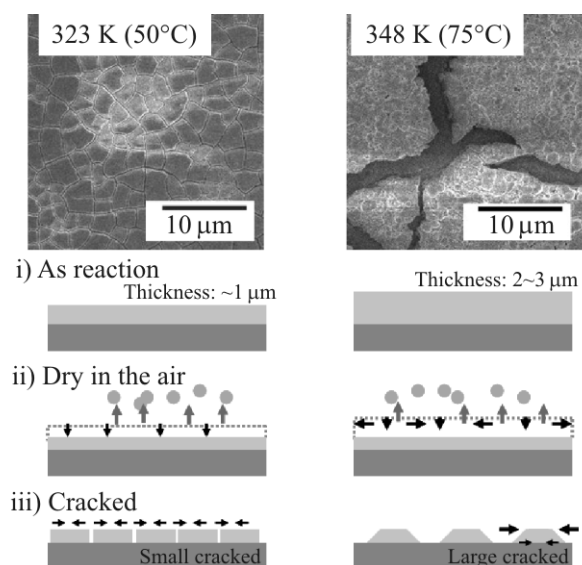 323 K (50°C)
348 K (75°C)
10 μm
10 μm
i) As reaction
Thickness: ~1 μm
Thickness: 2~3 μm
ii) Dry in the air
iii) Cracked
Small cracked
Large cracked